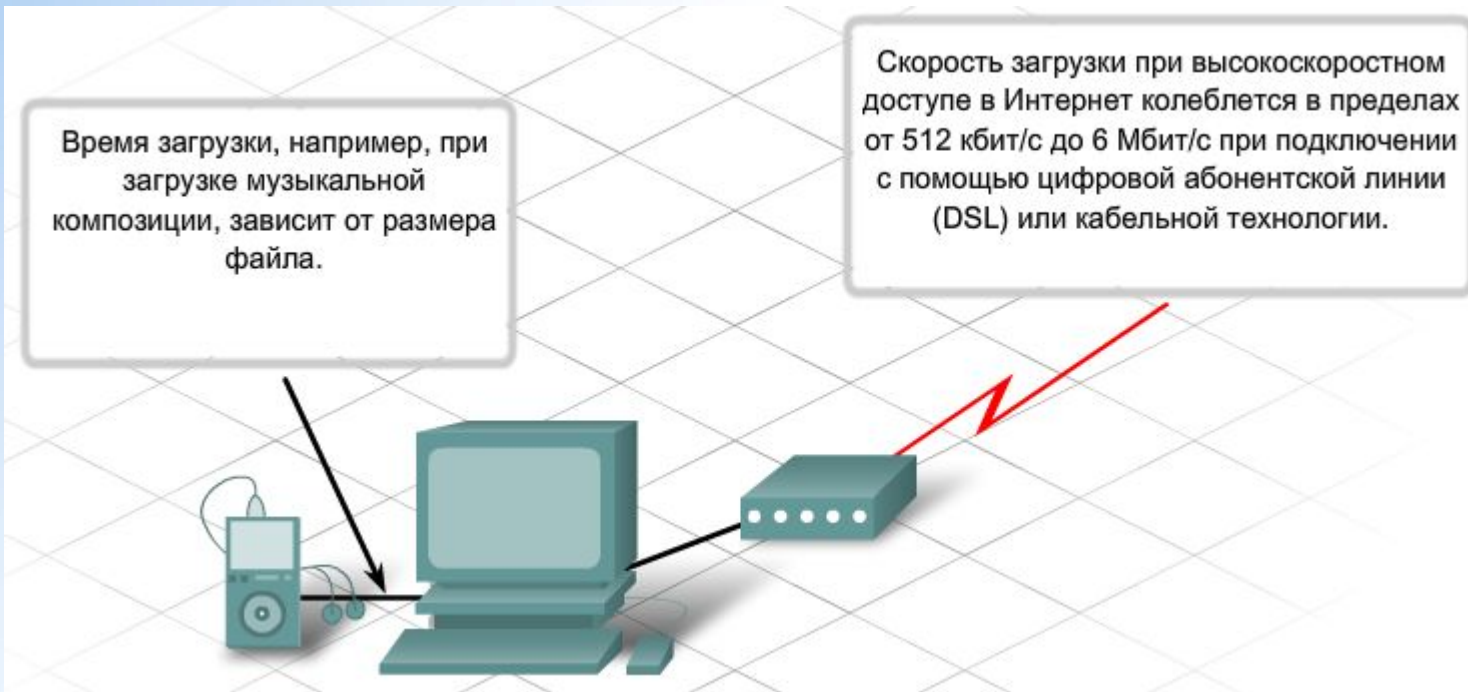 Время загрузки, например, при
загрузке музыкальной
композиции, зависит от размера
файла.
Скорость загрузки при высокоскоростном
доступе в Интернет колеблется в пределах
от 512 кбит/с до 6 Мбит/с при подключении
с помощью цифровой абонентской линии
(DSL) или кабельной технологии.